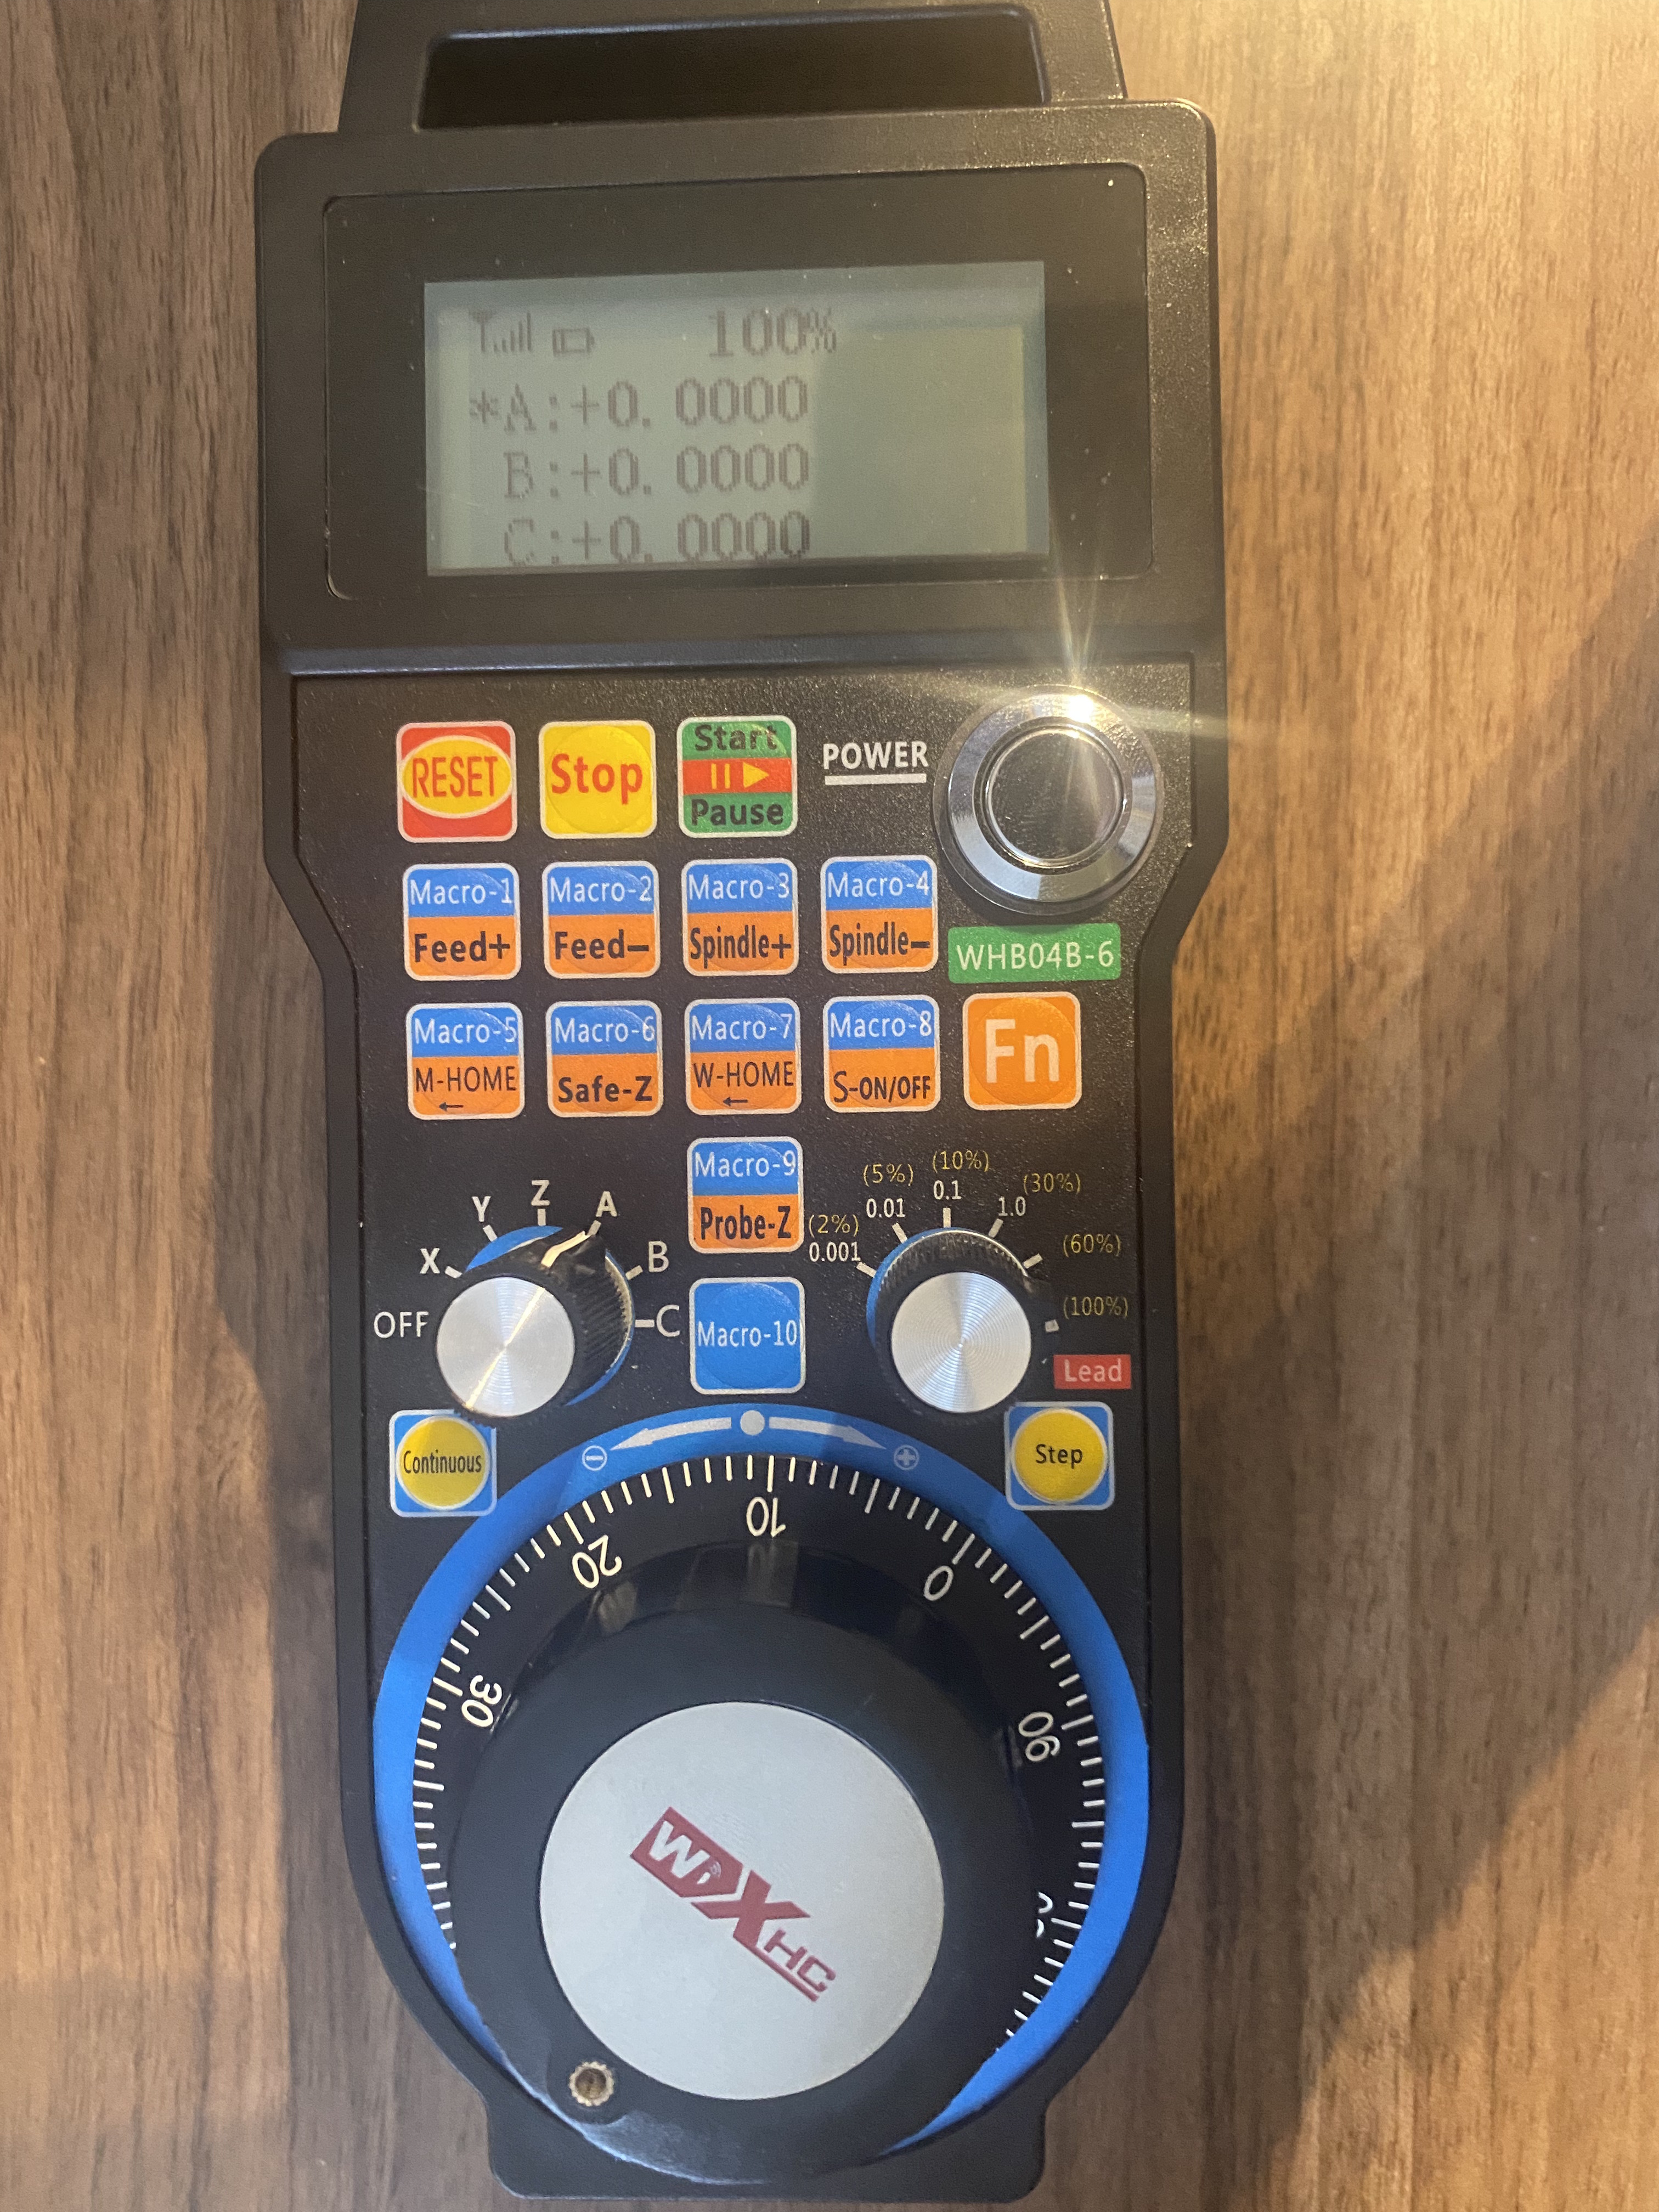 100%
*A:+0.0000
B:+0.0000
C:+0.0000
RESET
Stop
Start
Pause
POWER
Macro-1
Feed+
Macro-2
Feed−
Macro-3
Spindle+
Macro-4
Spindle−
WHB04B-6
Macro-5
M-HOME
Macro-6
Safe-Z
Macro-7
W-HOME
Macro-8
S-ON/OFF
Fn
Macro-9
Probe-Z
Macro-10
OFF
X
Y
Z
A
B
C
(2%)
0.001
(5%)
0.01
(10%)
0.1
(30%)
1.0
(60%)
(100%)
Lead
Continuous
Step
30
20
10
0
90
WiXHC